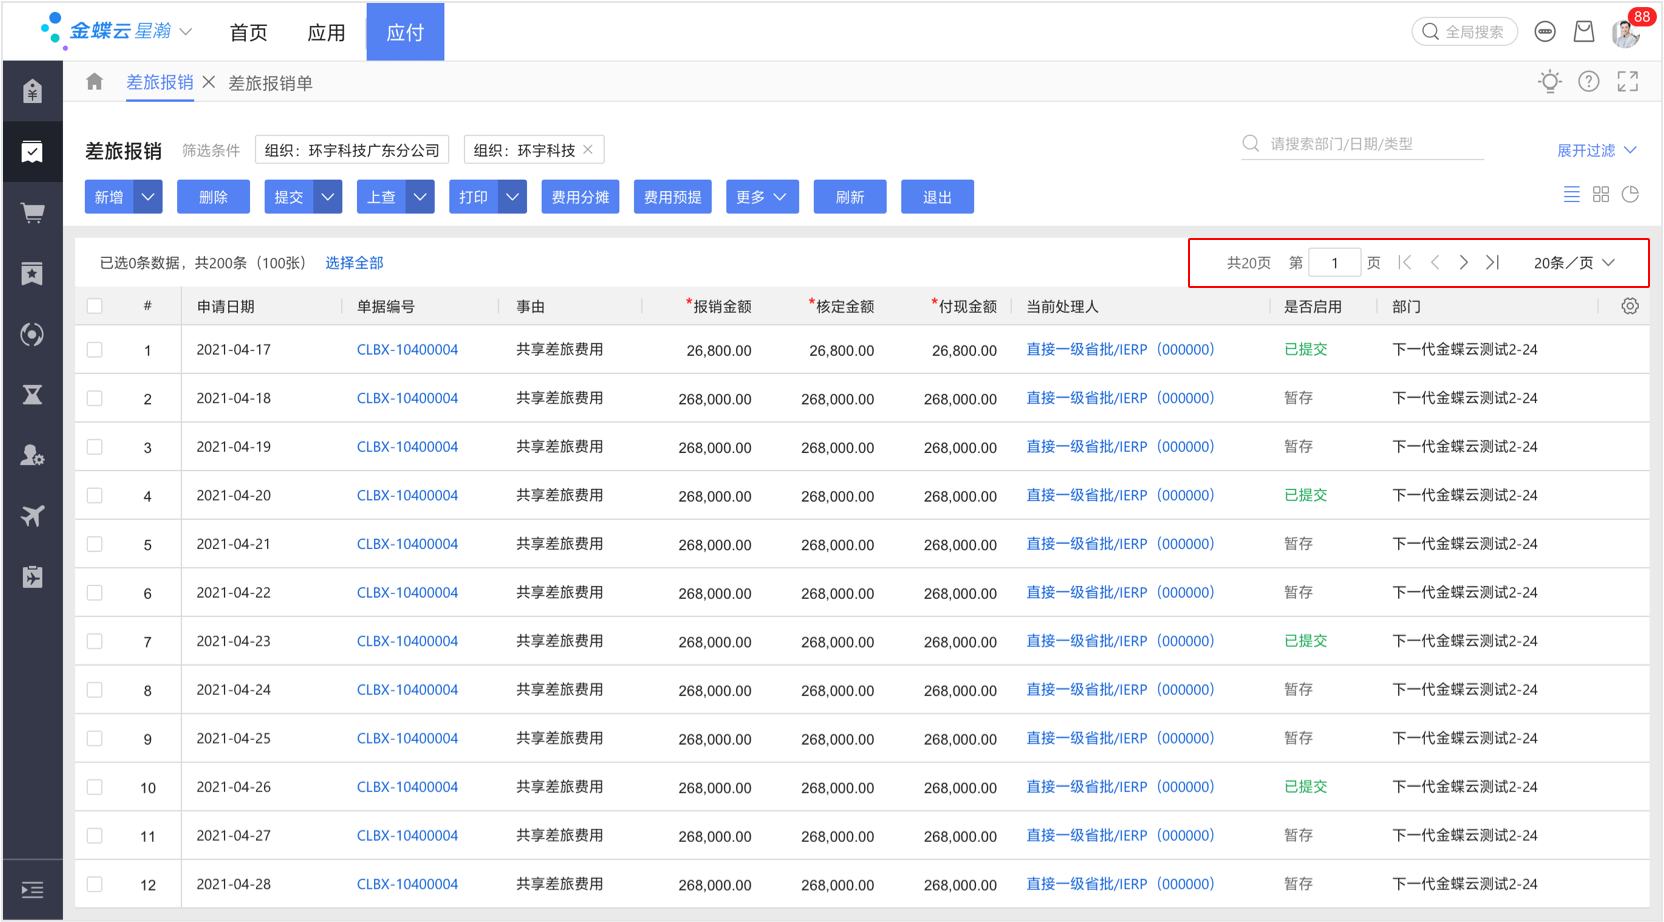 金蝶云 星瀚 首页 应用 应付 全局搜索 88
差旅报销 差旅报销单
差旅报销 筛选条件 组织：环宇科技广东分公司 组织：环宇科技 请搜索部门/日期/类型 展开过滤
新增 删除 提交 上查 打印 费用分摊 费用预提 更多 刷新 退出
已选0条数据，共200条（100张） 选择全部 共20页 第 1 页 20条／页
# 申请日期 单据编号 事由 *报销金额 *核定金额 *付现金额 当前处理人 是否启用 部门
1 2021-04-17 CLBX-10400004 共享差旅费用 26,800.00 26,800.00 26,800.00 直接一级省批/IERP（000000） 已提交 下一代金蝶云测试2-24
2 2021-04-18 CLBX-10400004 共享差旅费用 268,000.00 268,000.00 268,000.00 直接一级省批/IERP（000000） 暂存 下一代金蝶云测试2-24
3 2021-04-19 CLBX-10400004 共享差旅费用 268,000.00 268,000.00 268,000.00 直接一级省批/IERP（000000） 暂存 下一代金蝶云测试2-24
4 2021-04-20 CLBX-10400004 共享差旅费用 268,000.00 268,000.00 268,000.00 直接一级省批/IERP（000000） 已提交 下一代金蝶云测试2-24
5 2021-04-21 CLBX-10400004 共享差旅费用 268,000.00 268,000.00 268,000.00 直接一级省批/IERP（000000） 暂存 下一代金蝶云测试2-24
6 2021-04-22 CLBX-10400004 共享差旅费用 268,000.00 268,000.00 268,000.00 直接一级省批/IERP（000000） 暂存 下一代金蝶云测试2-24
7 2021-04-23 CLBX-10400004 共享差旅费用 268,000.00 268,000.00 268,000.00 直接一级省批/IERP（000000） 已提交 下一代金蝶云测试2-24
8 2021-04-24 CLBX-10400004 共享差旅费用 268,000.00 268,000.00 268,000.00 直接一级省批/IERP（000000） 暂存 下一代金蝶云测试2-24
9 2021-04-25 CLBX-10400004 共享差旅费用 268,000.00 268,000.00 268,000.00 直接一级省批/IERP（000000） 暂存 下一代金蝶云测试2-24
10 2021-04-26 CLBX-10400004 共享差旅费用 268,000.00 268,000.00 268,000.00 直接一级省批/IERP（000000） 已提交 下一代金蝶云测试2-24
11 2021-04-27 CLBX-10400004 共享差旅费用 268,000.00 268,000.00 268,000.00 直接一级省批/IERP（000000） 暂存 下一代金蝶云测试2-24
12 2021-04-28 CLBX-10400004 共享差旅费用 268,000.00 268,000.00 268,000.00 直接一级省批/IERP（000000） 暂存 下一代金蝶云测试2-24